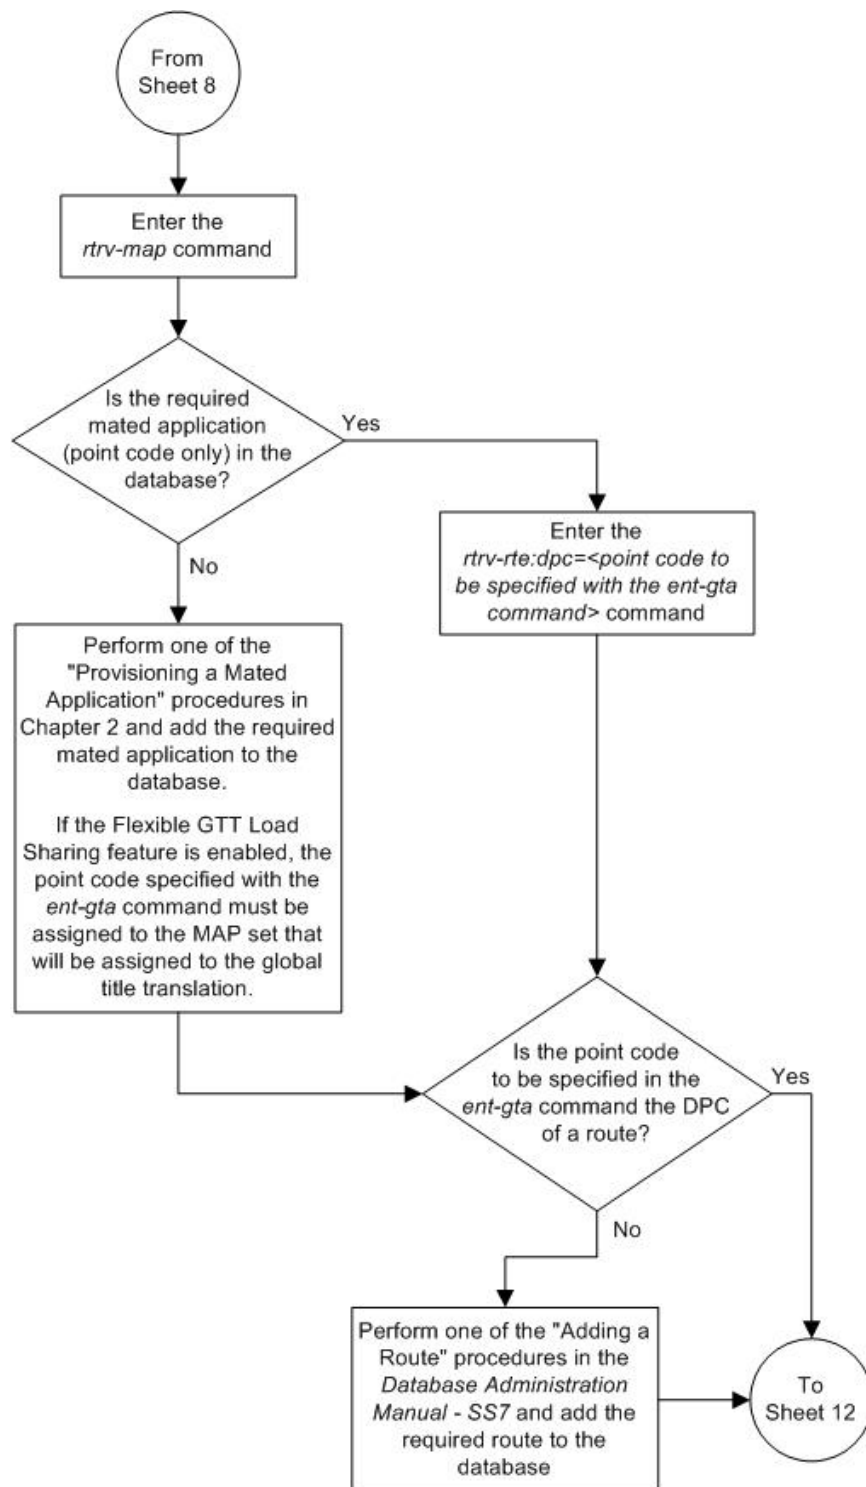 From
Sheet 8
Enter the
rtrv-map command
Is the required
mated application
(point code only) in the
database?
Yes
No
Enter the
rtrv-rte:dpc=<point code to
be specified with the ent-gta
command> command
Perform one of the
"Provisioning a Mated
Application" procedures in
Chapter 2 and add the required
mated application to the
database.
If the Flexible GTT Load
Sharing feature is enabled, the
point code specified with the
ent-gta command must be
assigned to the MAP set that
will be assigned to the global
title translation.
Is the point code
to be specified in the
ent-gta command the DPC
of a route?
Yes
No
Perform one of the "Adding a
Route" procedures in the
Database Administration
Manual - SS7 and add the
required route to the
database
To
Sheet 12